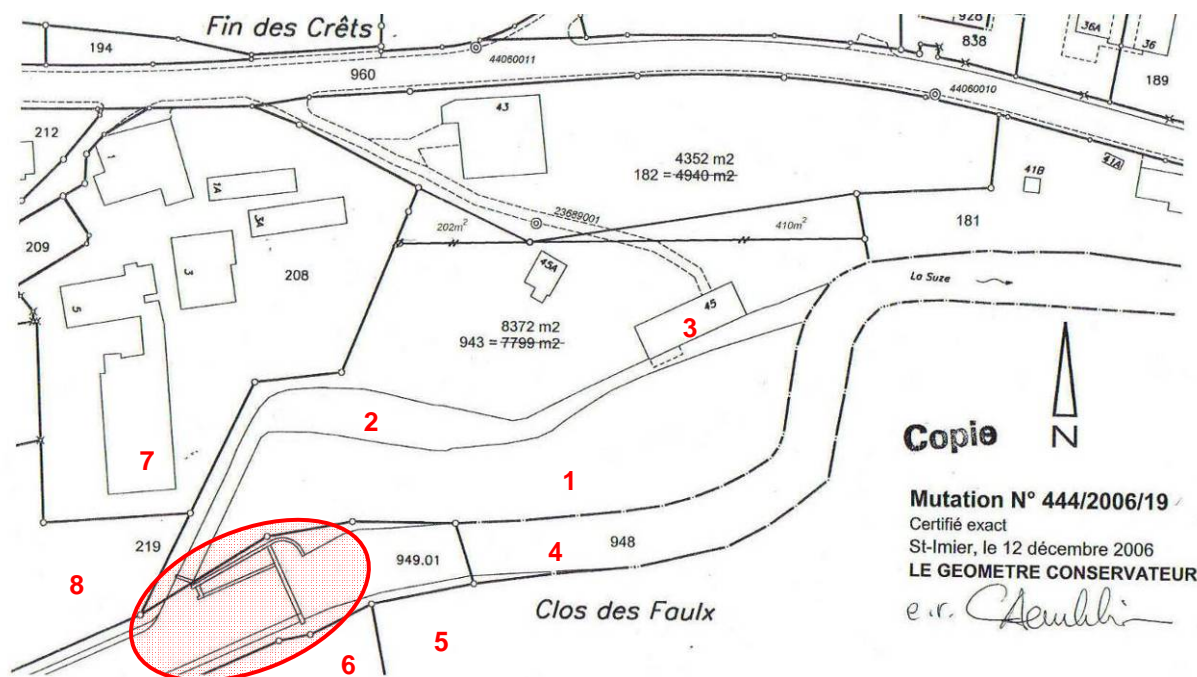 Fin des Crêts
194
960
44060011
928
838
36A
36
189
44060010
212
1
43
4352 m2
182 = 4940 m2
41A
41B
1A
3A
23689001
202m²
410m²
181
209
3
208
45A
La Suze
5
8372 m2
943 = 7799 m2
45
3
2
7
1
Copie
N
Mutation N° 444/2006/19
Certifié exact
St-Imier, le 12 décembre 2006
LE GEOMETRE CONSERVATEUR
e.r.
219
949.01
4
948
8
Clos des Faulx
5
6